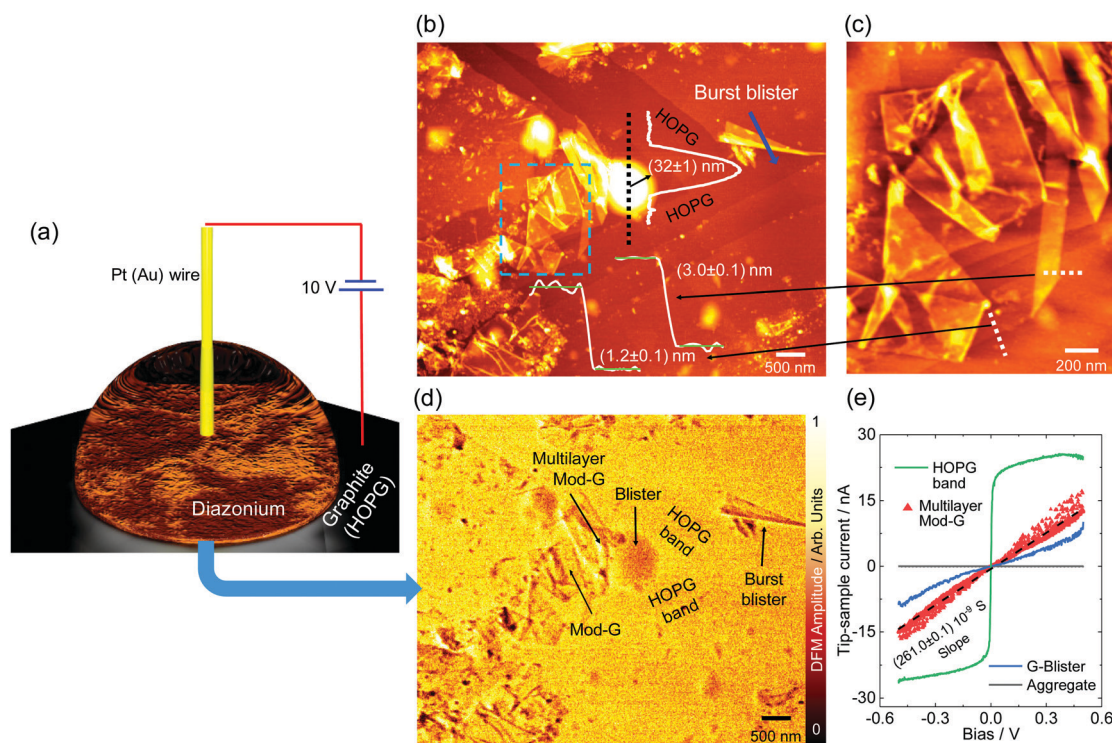 (a)
Pt (Au) wire
10 V
Diazonium
Graphite
(HOPG)
(b)
Burst blister
HOPG
(32±1) nm
HOPG
(3.0±0.1) nm
(1.2±0.1) nm
500 nm
(c)
200 nm
(d)
Multilayer
Mod-G
Blister
HOPG
band
HOPG
band
Mod-G
Burst
blister
500 nm
1
DFM Amplitude / Arb. Units
0
(e)
30
15
0
-15
-30
Tip-sample current / nA
HOPG
band
Multilayer
Mod-G
(261.0±0.1) 10⁻⁹ S
Slope
G-Blister
Aggregate
-0.6
-0.3
0.0
0.3
0.6
Bias / V